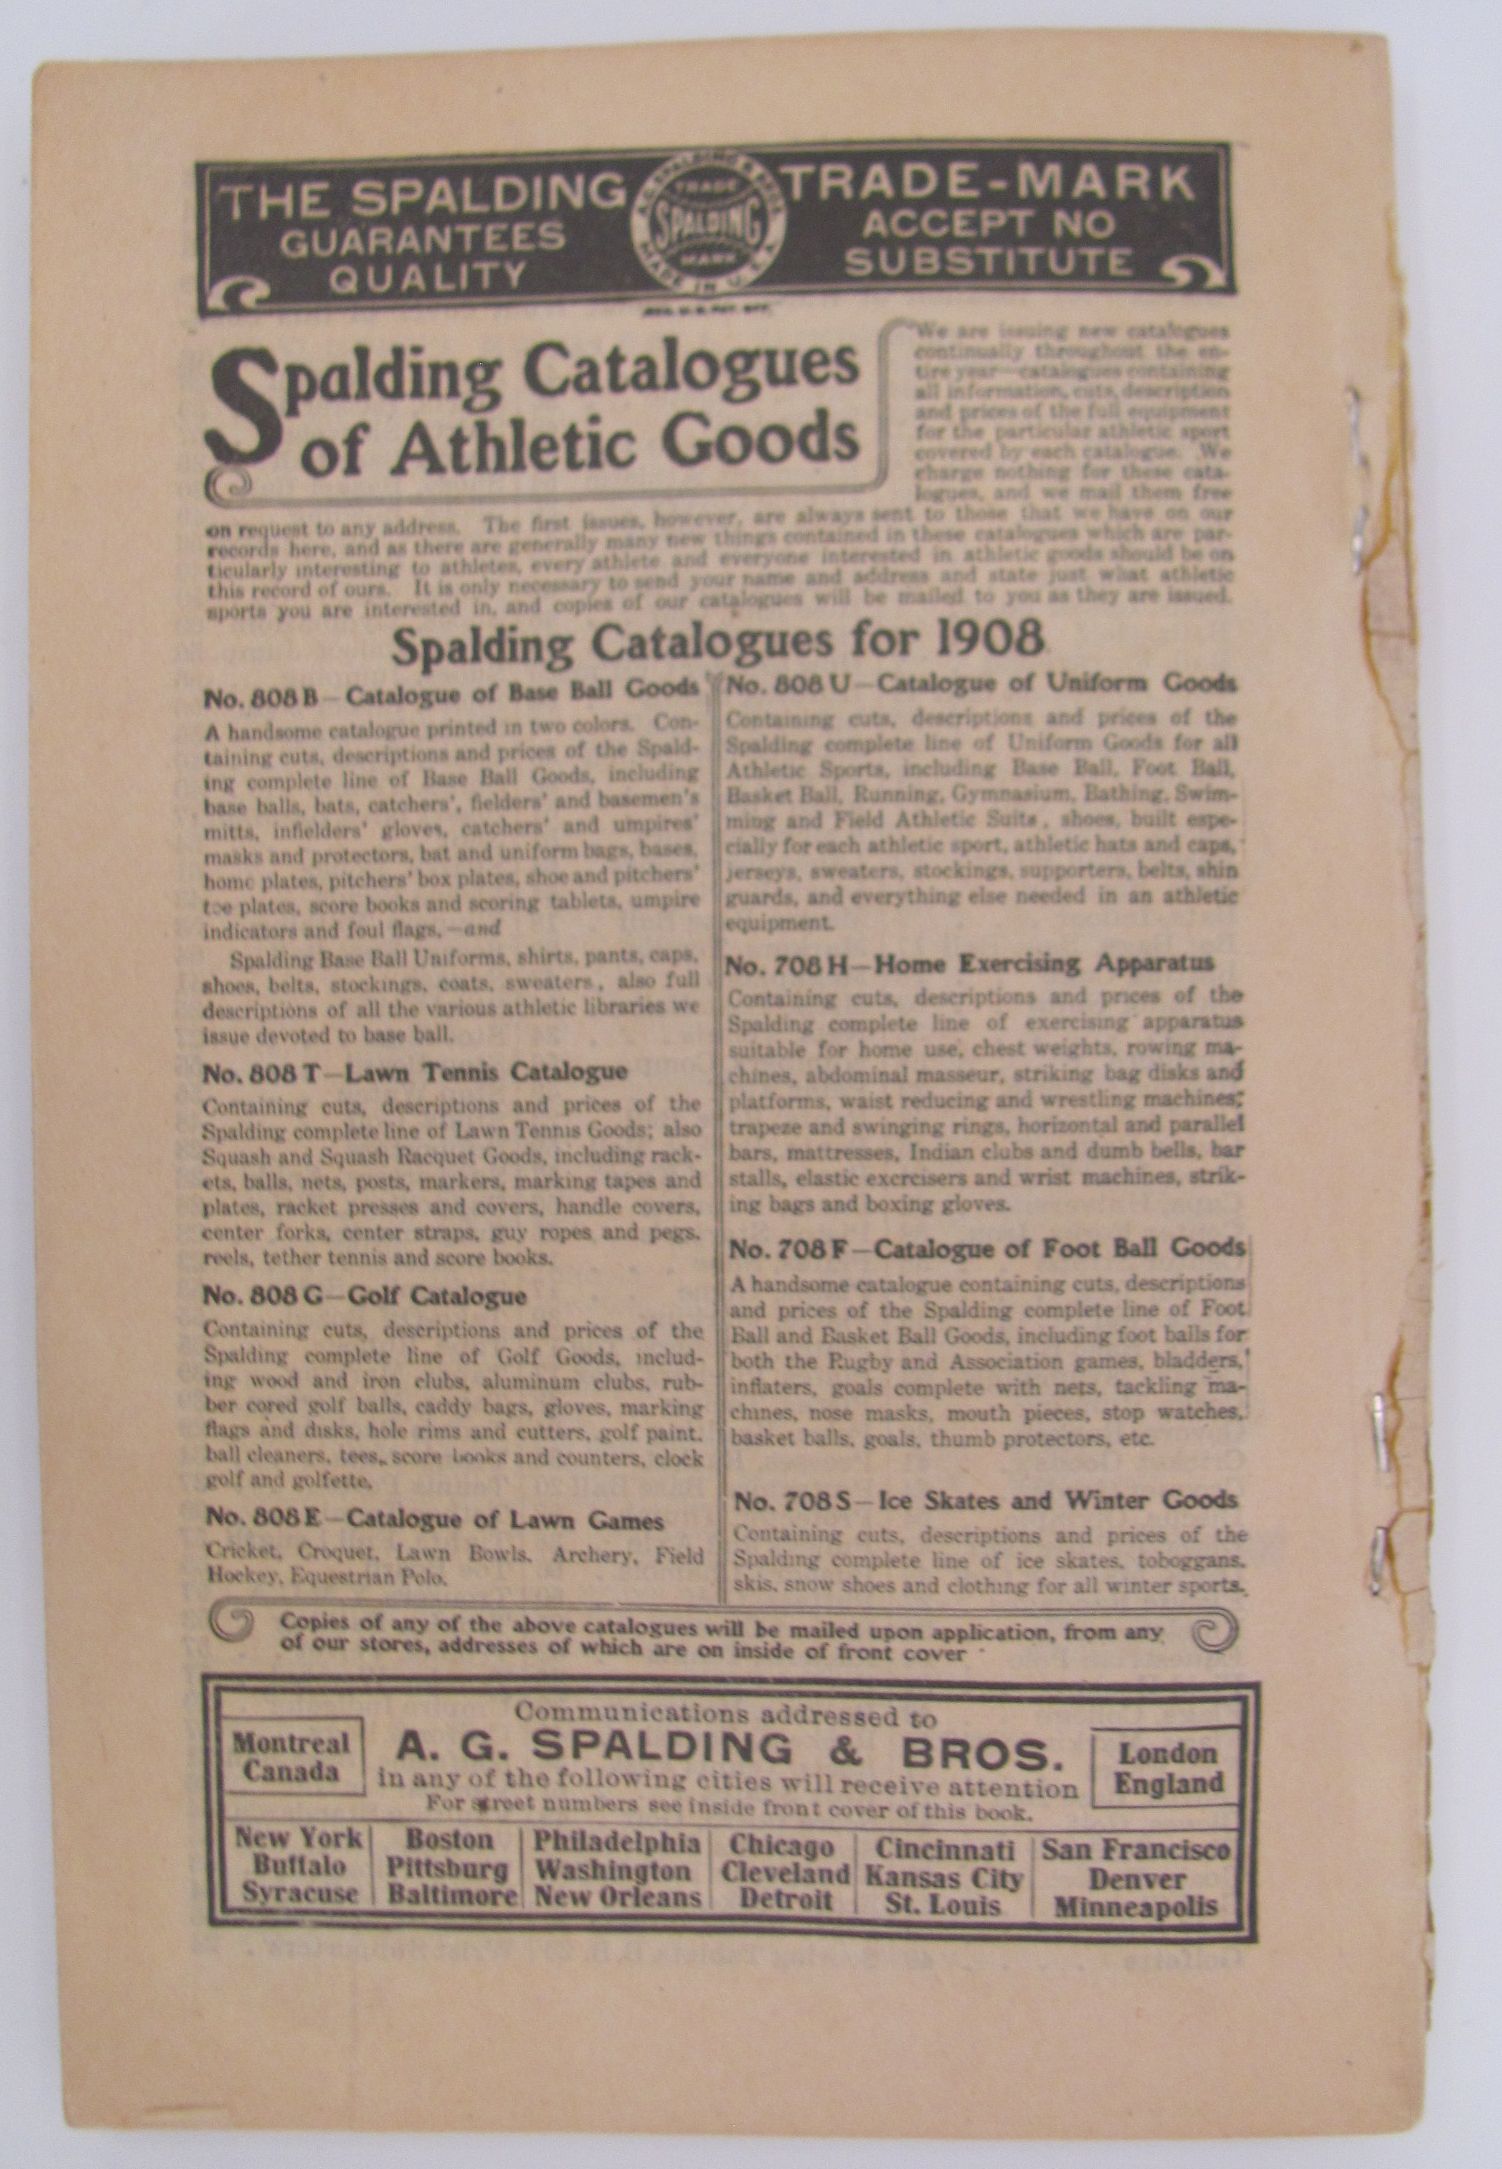 THE SPALDING
GUARANTEES
QUALITY
A.G. SPALDING & BROS.
TRADE
SPALDING
MARK
MADE IN U.S.A.
TRADE-MARK
ACCEPT NO
SUBSTITUTE
REG. U.S. PAT. OFF.
Spalding Catalogues
of Athletic Goods
We are issuing new catalogues
continually throughout the en-
tire year—catalogues containing
all information, cuts, description
and prices of the full equipment
for the particular athletic sport
covered by each catalogue. We
charge nothing for these cata-
logues, and we mail them free
on request to any address. The first issues, however, are always sent to those that we have on our
records here, and as there are generally many new things contained in these catalogues which are par-
ticularly interesting to athletes, every athlete and everyone interested in athletic goods should be on
this record of ours. It is only necessary to send your name and address and state just what athletic
sports you are interested in, and copies of our catalogues will be mailed to you as they are issued.
Spalding Catalogues for 1908
No. 808 B—Catalogue of Base Ball Goods
A handsome catalogue printed in two colors. Con-
taining cuts, descriptions and prices of the Spald-
ing complete line of Base Ball Goods, including
base balls, bats, catchers', fielders' and basemen's
mitts, infielders' gloves, catchers' and umpires'
masks and protectors, bat and uniform bags, bases,
home plates, pitchers' box plates, shoe and pitchers'
toe plates, score books and scoring tablets, umpire
indicators and foul flags,—and
Spalding Base Ball Uniforms, shirts, pants, caps,
shoes, belts, stockings, coats, sweaters, also full
descriptions of all the various athletic libraries we
issue devoted to base ball.
No. 808 T—Lawn Tennis Catalogue
Containing cuts, descriptions and prices of the
Spalding complete line of Lawn Tennis Goods; also
Squash and Squash Racquet Goods, including rack-
ets, balls, nets, posts, markers, marking tapes and
plates, racket presses and covers, handle covers,
center forks, center straps, guy ropes and pegs,
reels, tether tennis and score books.
No. 808 G—Golf Catalogue
Containing cuts, descriptions and prices of the
Spalding complete line of Golf Goods, includ-
ing wood and iron clubs, aluminum clubs, rub-
ber cored golf balls, caddy bags, gloves, marking
flags and disks, hole rims and cutters, golf paint,
ball cleaners, tees, score books and counters, clock
golf and golfette.
No. 808 E—Catalogue of Lawn Games
Cricket, Croquet, Lawn Bowls, Archery, Field
Hockey, Equestrian Polo.
No. 808 U—Catalogue of Uniform Goods
Containing cuts, descriptions and prices of the
Spalding complete line of Uniform Goods for all
Athletic Sports, including Base Ball, Foot Ball,
Basket Ball, Running, Gymnasium, Bathing, Swim-
ming and Field Athletic Suits, shoes, built espe-
cially for each athletic sport, athletic hats and caps,
jerseys, sweaters, stockings, supporters, belts, shin
guards, and everything else needed in an athletic
equipment.
No. 708 H—Home Exercising Apparatus
Containing cuts, descriptions and prices of the
Spalding complete line of exercising apparatus
suitable for home use, chest weights, rowing ma-
chines, abdominal masseur, striking bag disks and
platforms, waist reducing and wrestling machines;
trapeze and swinging rings, horizontal and parallel
bars, mattresses, Indian clubs and dumb bells, bar
stalls, elastic exercisers and wrist machines, strik-
ing bags and boxing gloves.
No. 708 F—Catalogue of Foot Ball Goods
A handsome catalogue containing cuts, descriptions
and prices of the Spalding complete line of Foot
Ball and Basket Ball Goods, including foot balls for
both the Rugby and Association games, bladders,
inflaters, goals complete with nets, tackling ma-
chines, nose masks, mouth pieces, stop watches,
basket balls, goals, thumb protectors, etc.
No. 708 S—Ice Skates and Winter Goods
Containing cuts, descriptions and prices of the
Spalding complete line of ice skates, toboggans,
skis, snow shoes and clothing for all winter sports.
Copies of any of the above catalogues will be mailed upon application, from any
of our stores, addresses of which are on inside of front cover
Communications addressed to
A. G. SPALDING & BROS.
in any of the following cities will receive attention
For street numbers see inside front cover of this book.
Montreal
Canada
London
England
New York
Buffalo
Syracuse
Boston
Pittsburg
Baltimore
Philadelphia
Washington
New Orleans
Chicago
Cleveland
Detroit
Cincinnati
Kansas City
St. Louis
San Francisco
Denver
Minneapolis